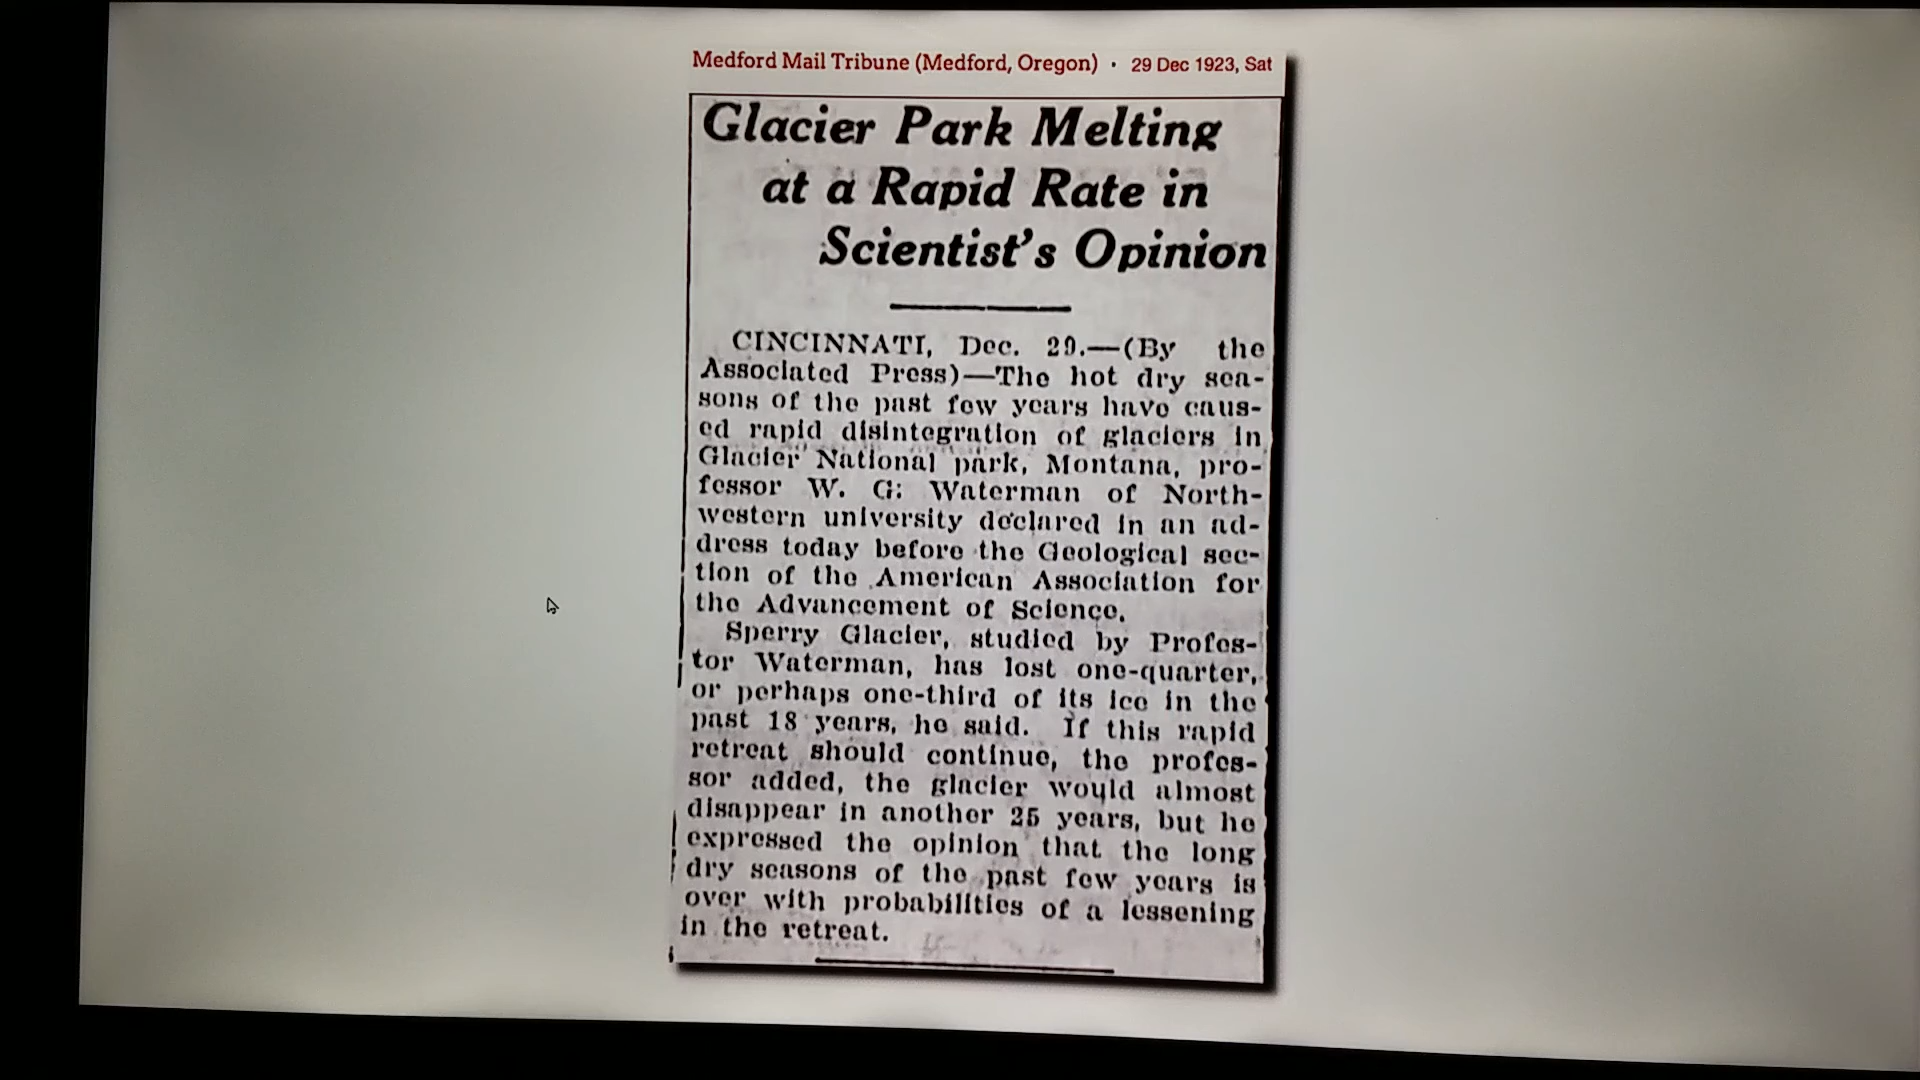 Medford Mail Tribune (Medford, Oregon) · 29 Dec 1923, Sat
Glacier Park Melting
at a Rapid Rate in
Scientist's Opinion
CINCINNATI, Dec. 29.—(By the
Associated Press)—The hot dry sea-
sons of the past few years have caus-
ed rapid disintegration of glaciers in
Glacier National park, Montana, pro-
fessor W. G. Waterman of North-
western university declared in an ad-
dress today before the Geological sec-
tion of the American Association for
the Advancement of Science.
Sperry Glacier, studied by Profes-
tor Waterman, has lost one-quarter,
or perhaps one-third of its ice in the
past 18 years, he said. If this rapid
retreat should continue, the profes-
sor added, the glacier would almost
disappear in another 25 years, but he
expressed the opinion that the long
dry seasons of the past few years is
over with probabilities of a lessening
in the retreat.